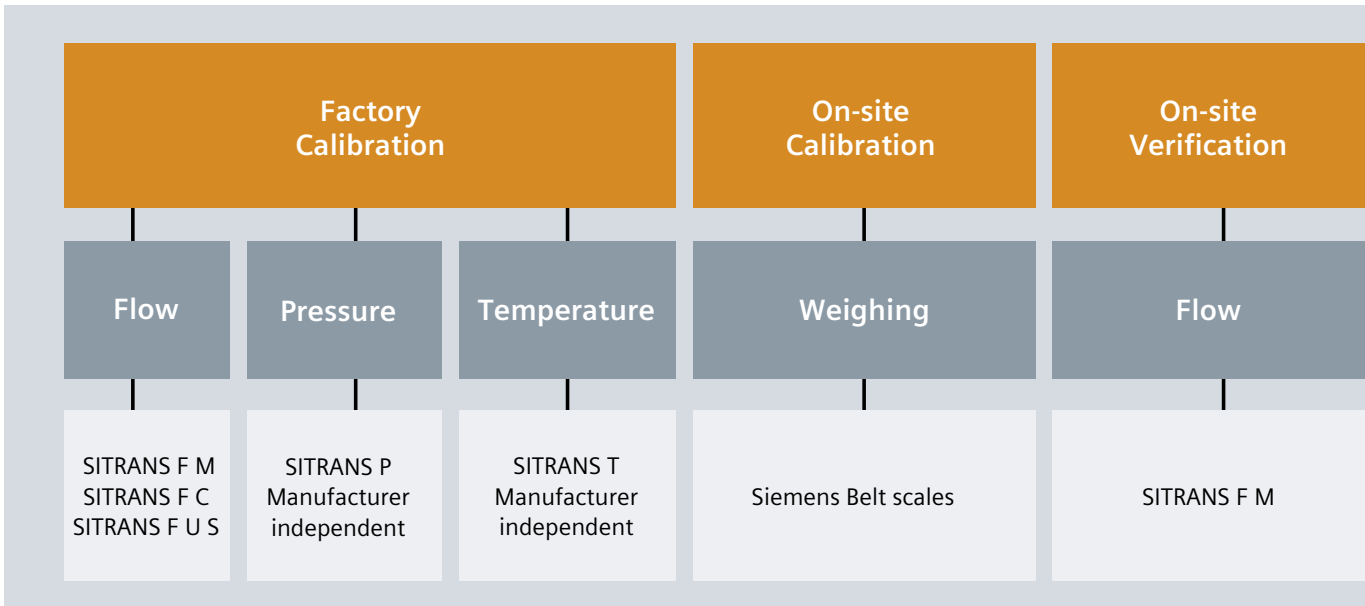 Factory
Calibration
On-site
Calibration
On-site
Verification
Flow
Pressure
Temperature
Weighing
Flow
SITRANS F M
SITRANS F C
SITRANS F U S
SITRANS P
Manufacturer
independent
SITRANS T
Manufacturer
independent
Siemens Belt scales
SITRANS F M